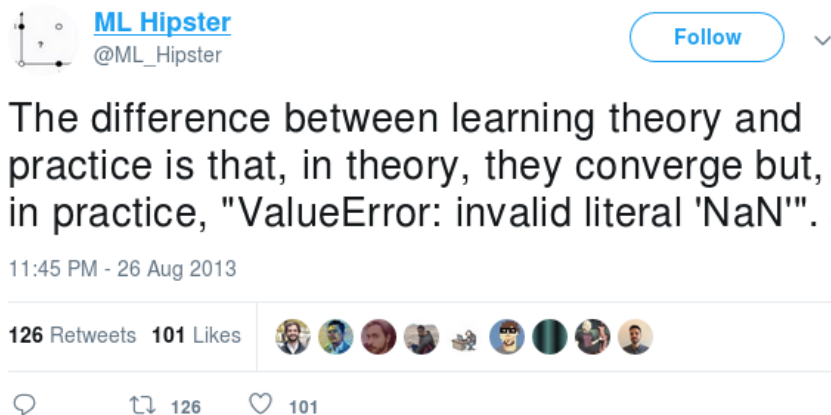 ML Hipster
@ML_Hipster
Follow
The difference between learning theory and
practice is that, in theory, they converge but,
in practice, "ValueError: invalid literal 'NaN'".
11:45 PM - 26 Aug 2013
126 Retweets 101 Likes
126 101